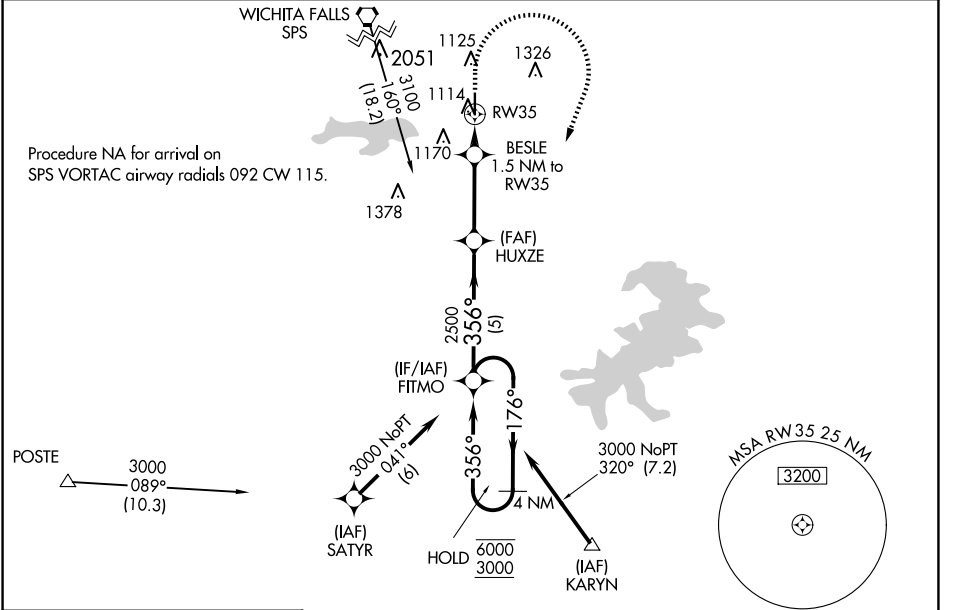 WICHITA FALLS
SPS
2051
3100
160°
(18.2)
1125
1326
1114
RW35
1170
BESLE
1.5 NM to
RW35
Procedure NA for arrival on
SPS VORTAC airway radials 092 CW 115.
1378
(FAF)
HUXZE
2500
356°
(5)
(IF/IAF)
FITMO
176°
356°
3000 NoPT
041°
(6)
3000 NoPT
320° (7.2)
POSTE
3000
089°
(10.3)
4 NM
(IAF)
SATYR
HOLD
6000
3000
(IAF)
KARYN
MSA RW35 25 NM
3200